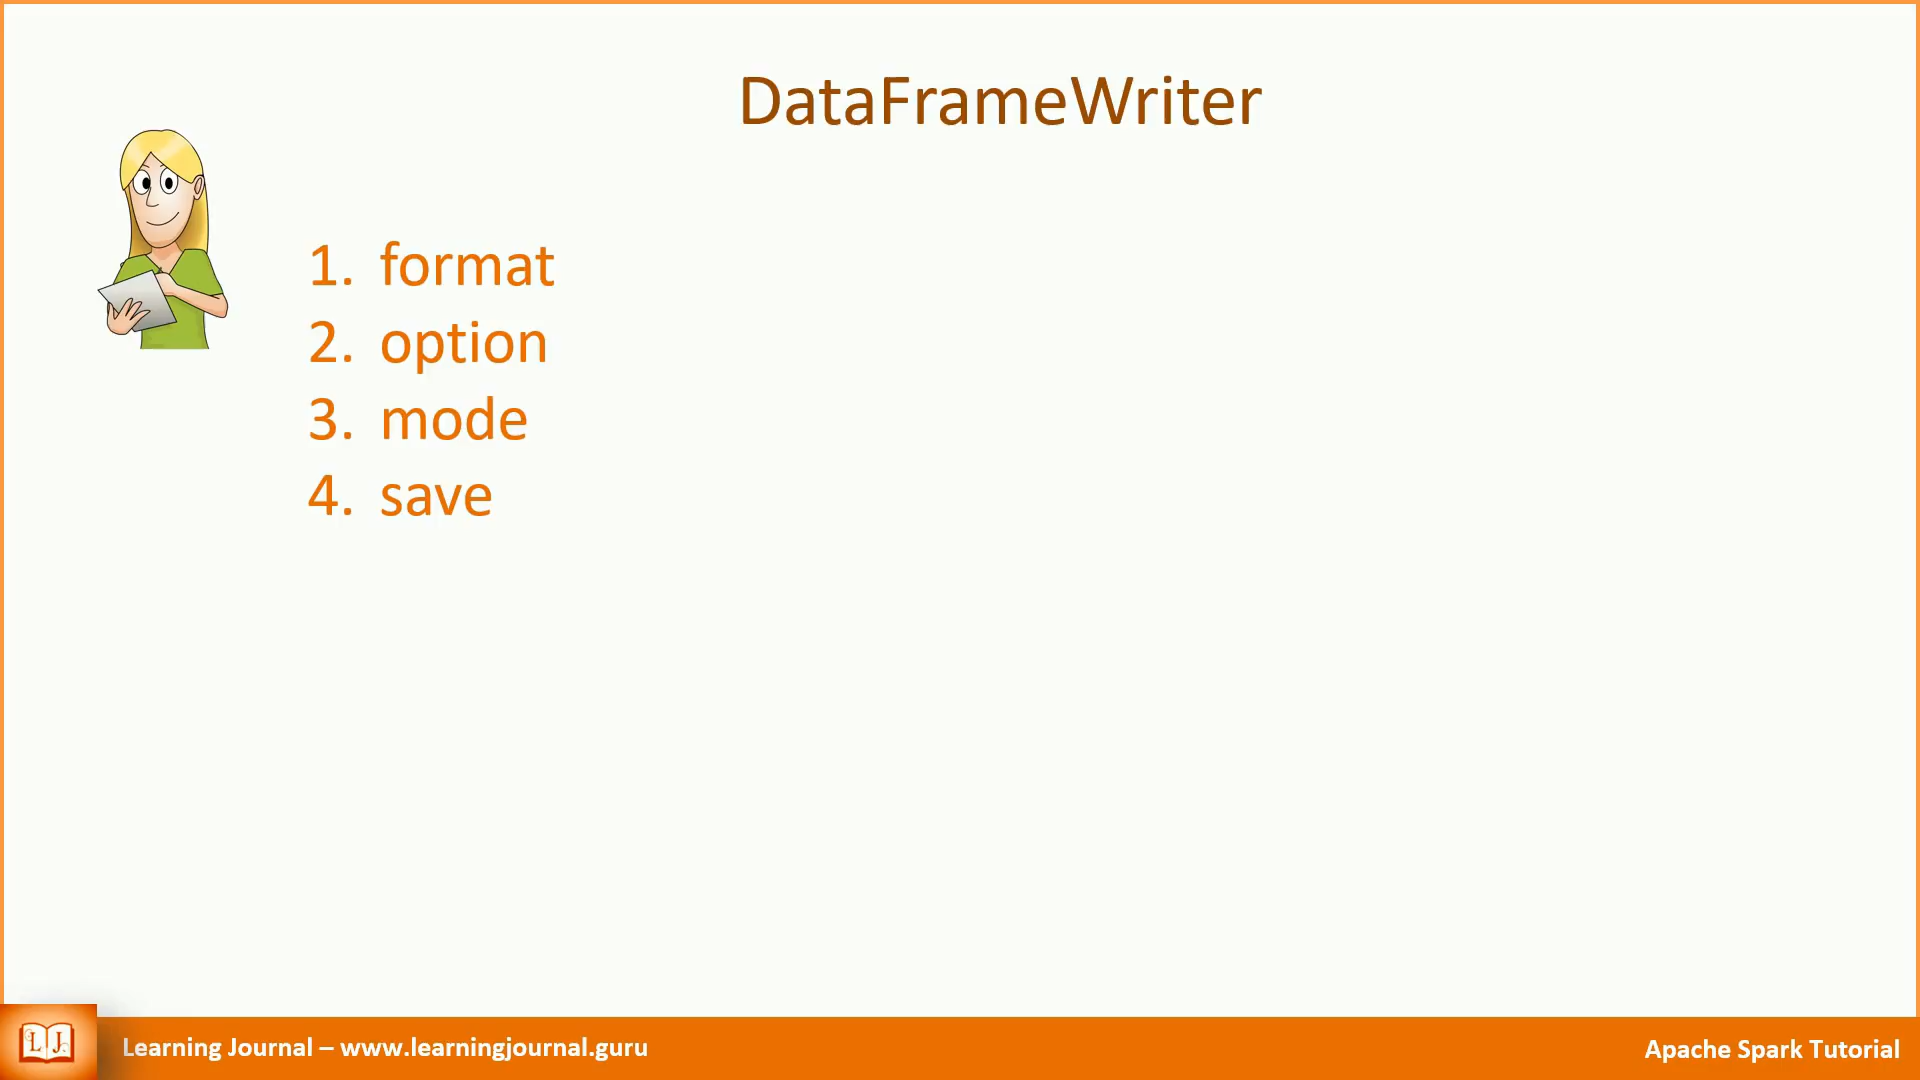 DataFrameWriter
1. format
2. option
3. mode
4. save
LJ
Learning Journal – www.learningjournal.guru
Apache Spark Tutorial